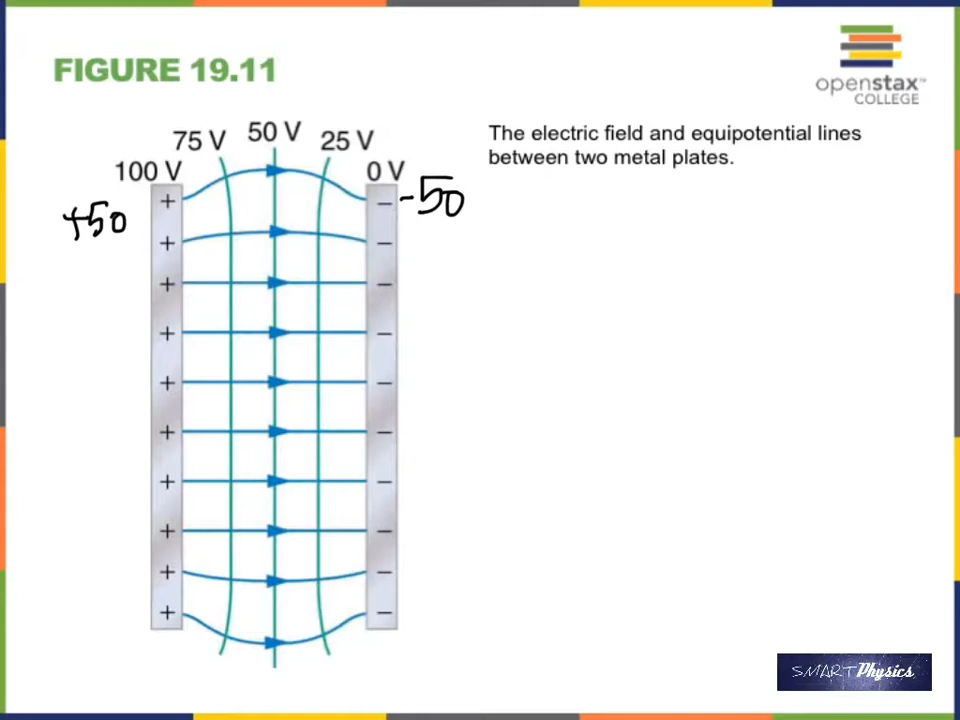 FIGURE 19.11
openstax™
COLLEGE
The electric field and equipotential lines
between two metal plates.
50 V
75 V
25 V
100 V
0 V
+50
-50
+ −
+ −
+ −
+ −
+ −
+ −
+ −
+ −
+ −
+ −
SMART Physics